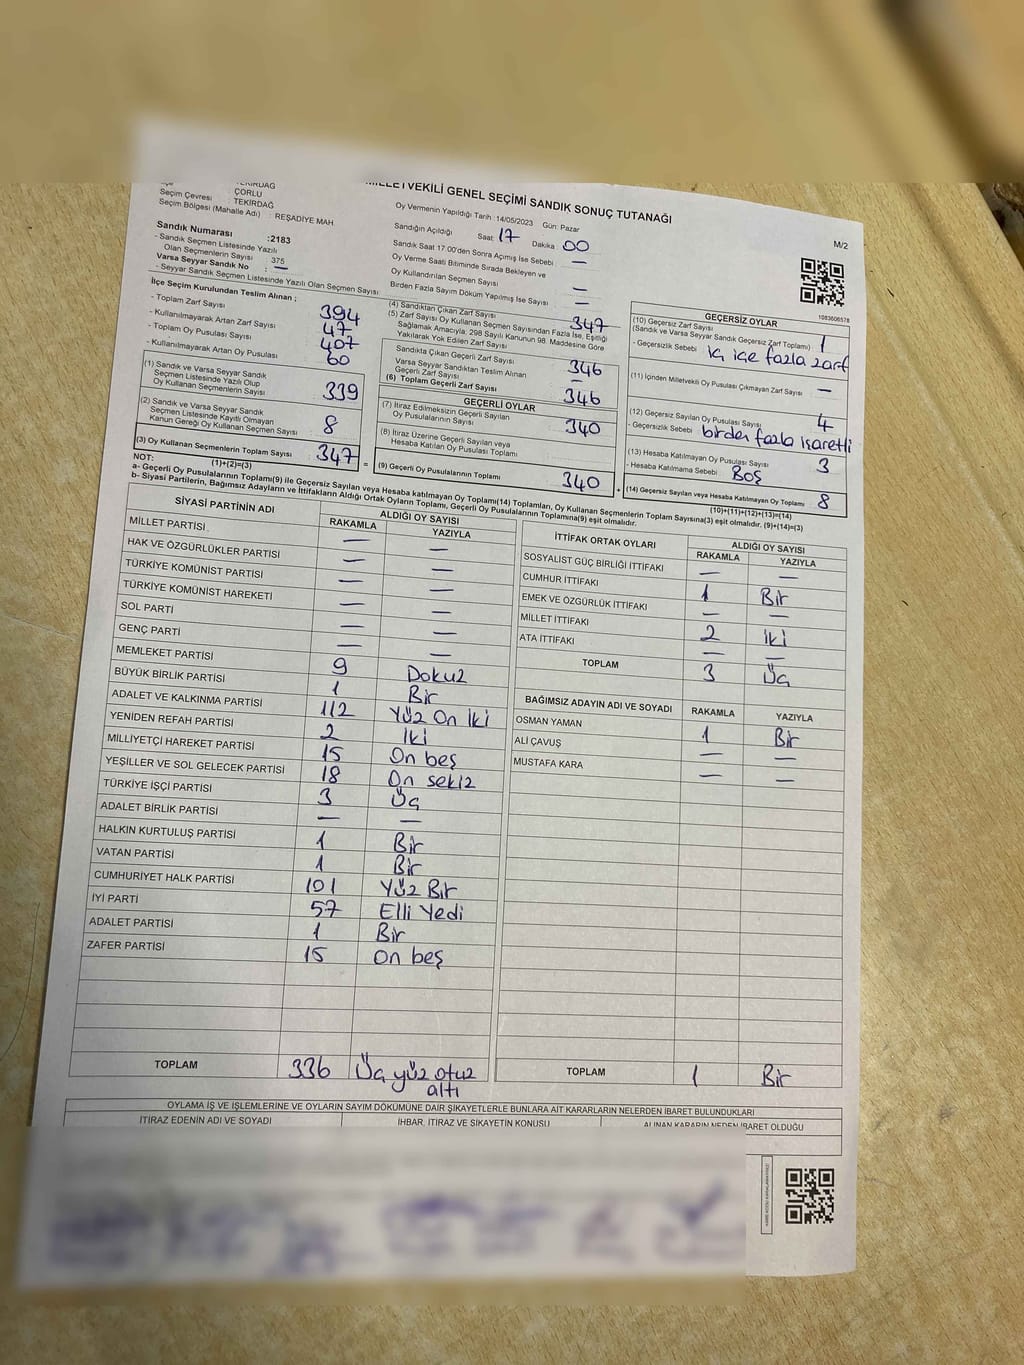 TEKİRDAĞ
MİLLETVEKİLİ GENEL SEÇİMİ SANDIK SONUÇ TUTANAĞI
ÇORLU
Seçim Çevresi : TEKİRDAĞ
Seçim Bölgesi (Mahalle Adı) : REŞADİYE MAH.
Oy Vermenin Yapıldığı Tarih :14/05/2023 Gün: Pazar
Sandığın Açıldığı Saat: 17 Dakika: 00
M/2
Sandık Numarası :2183
- Sandık Seçmen Listesinde Yazılı
Olan Seçmenlerin Sayısı 375
Varsa Seyyar Sandık No : —
- Seyyar Sandık Seçmen Listesinde Yazılı Olan Seçmen Sayısı:
Sandık Saat 17.00'den Sonra Açımış İse Sebebi : —
Oy Verme Saati Bitiminde Sırada Bekleyen ve
Oy Kullandırılan Seçmen Sayısı —
Birden Fazla Sayım Döküm Yapılmış İse Sayısı : —
1083606578
İlçe Seçim Kurulundan Teslim Alınan ;
- Toplam Zarf Sayısı 394
- Kullanılmayarak Artan Zarf Sayısı 47
- Toplam Oy Pusulası Sayısı 407
- Kullanılmayarak Artan Oy Pusulası 60
(1) Sandık ve Varsa Seyyar Sandık
Seçmen Listesinde Yazılı Olup
Oy Kullanan Seçmenlerin Sayısı 339
(2) Sandık ve Varsa Seyyar Sandık
Seçmen Listesinde Kayıtlı Olmayan
Kanun Gereği Oy Kullanan Seçmen Sayısı 8
(3) Oy Kullanan Seçmenlerin Toplam Sayısı 347
(1)+(2)=(3)
(4) Sandıktan Çıkan Zarf Sayısı 347
(5) Zarf Sayısı Oy Kullanan Seçmen Sayısından Fazla İse, Eşitliği
Sağlamak Amacıyla, 298 Sayılı Kanunun 98. Maddesine Göre
Yakılarak Yok Edilen Zarf Sayısı
Sandıkta Çıkan Geçerli Zarf Sayısı 346
Varsa Seyyar Sandıktan Teslim Alınan
Geçerli Zarf Sayısı —
(6) Toplam Geçerli Zarf Sayısı 346
GEÇERLİ OYLAR
(7) İtiraz Edilmeksizin Geçerli Sayılan
Oy Pusulalarının Sayısı 340
(8) İtiraz Üzerine Geçerli Sayılan veya
Hesaba Katılan Oy Pusulası Toplamı
= (9) Geçerli Oy Pusulalarının Toplamı 340
GEÇERSİZ OYLAR
(10) Geçersiz Zarf Sayısı
(Sandık ve Varsa Seyyar Sandık Geçersiz Zarf Toplamı) 1
- Geçersizlik Sebebi iç içe fazla zarf
(11) İçinden Milletvekili Oy Pusulası Çıkmayan Zarf Sayısı —
(12) Geçersiz Sayılan Oy Pusulası Sayısı 4
- Geçersizlik Sebebi birden fazla işaretli
(13) Hesaba Katılmayan Oy Pusulası Sayısı 3
- Hesaba Katılmama Sebebi Boş
+ (14) Geçersiz Sayılan veya Hesaba Katılmayan Oy Toplamı 8
(10)+(11)+(12)+(13)=(14)
NOT:
a- Geçerli Oy Pusulalarının Toplamı(9) ile Geçersiz Sayılan veya Hesaba katılmayan Oy Toplamı(14) Toplamları, Oy Kullanan Seçmenlerin Toplam Sayısına(3) eşit olmalıdır. (9)+(14)=(3)
b- Siyasi Partilerin, Bağımsız Adayların ve İttifakların Aldığı Ortak Oyların Toplamı, Geçerli Oy Pusulalarının Toplamına(9) eşit olmalıdır.
SİYASİ PARTİNİN ADI ALDIĞI OY SAYISI
RAKAMLA YAZIYLA
MİLLET PARTİSİ — —
HAK VE ÖZGÜRLÜKLER PARTİSİ — —
TÜRKİYE KOMÜNİST PARTİSİ — —
TÜRKİYE KOMÜNİST HAREKETİ — —
SOL PARTİ — —
GENÇ PARTİ — —
MEMLEKET PARTİSİ 9 Dokuz
BÜYÜK BİRLİK PARTİSİ 1 Bir
ADALET VE KALKINMA PARTİSİ 112 Yüz On İki
YENİDEN REFAH PARTİSİ 2 İki
MİLLİYETÇİ HAREKET PARTİSİ 15 On beş
YEŞİLLER VE SOL GELECEK PARTİSİ 18 On sekiz
TÜRKİYE İŞÇİ PARTİSİ 3 Üç
ADALET BİRLİK PARTİSİ — —
HALKIN KURTULUŞ PARTİSİ 1 Bir
VATAN PARTİSİ 1 Bir
CUMHURİYET HALK PARTİSİ 101 Yüz Bir
İYİ PARTİ 57 Elli Yedi
ADALET PARTİSİ 1 Bir
ZAFER PARTİSİ 15 On beş
TOPLAM 336 Üç yüz otuz
altı
İTTİFAK ORTAK OYLARI ALDIĞI OY SAYISI
RAKAMLA YAZIYLA
SOSYALİST GÜÇ BİRLİĞİ İTTİFAKI — —
CUMHUR İTTİFAKI 1 Bir
EMEK VE ÖZGÜRLÜK İTTİFAKI — —
MİLLET İTTİFAKI 2 İki
ATA İTTİFAKI — —
TOPLAM 3 Üç
BAĞIMSIZ ADAYIN ADI VE SOYADI RAKAMLA YAZIYLA
OSMAN YAMAN 1 Bir
ALİ ÇAVUŞ — —
MUSTAFA KARA — —
TOPLAM 1 Bir
OYLAMA İŞ VE İŞLEMLERİNE VE OYLARIN SAYIM DÖKÜMÜNE DAİR ŞİKAYETLERLE BUNLARA AİT KARARLARIN NELERDEN İBARET BULUNDUKLARI
İTİRAZ EDENİN ADI VE SOYADI İHBAR, İTİRAZ VE ŞİKAYETİN KONUSU ALINAN KARARIN NEDEN İBARET OLDUĞU